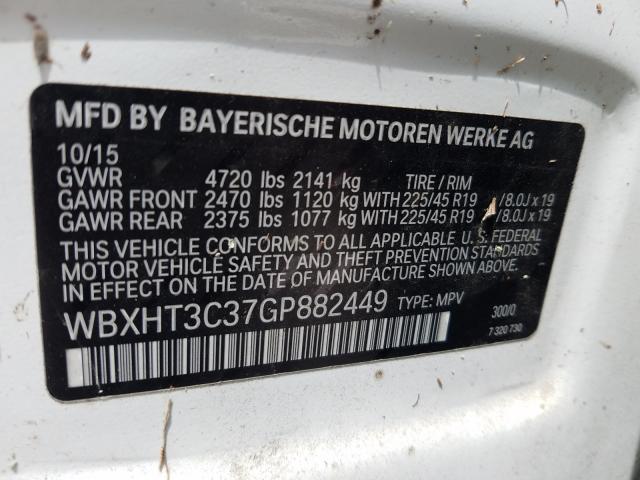 MFD BY BAYERISCHE MOTOREN WERKE AG
10/15
GVWR 4720 lbs 2141 kg TIRE / RIM
GAWR FRONT 2470 lbs 1120 kg WITH 225/45 R19 /8.0J x 19
GAWR REAR 2375 lbs 1077 kg WITH 225/45 R19 /8.0J x 19
THIS VEHICLE CONFORMS TO ALL APPLICABLE U. S. FEDERAL
MOTOR VEHICLE SAFETY AND THEFT PREVENTION STANDARDS
IN EFFECT ON THE DATE OF MANUFACTURE SHOWN ABOVE.
WBXHT3C37GP882449 TYPE: MPV 300/0
7 320 730